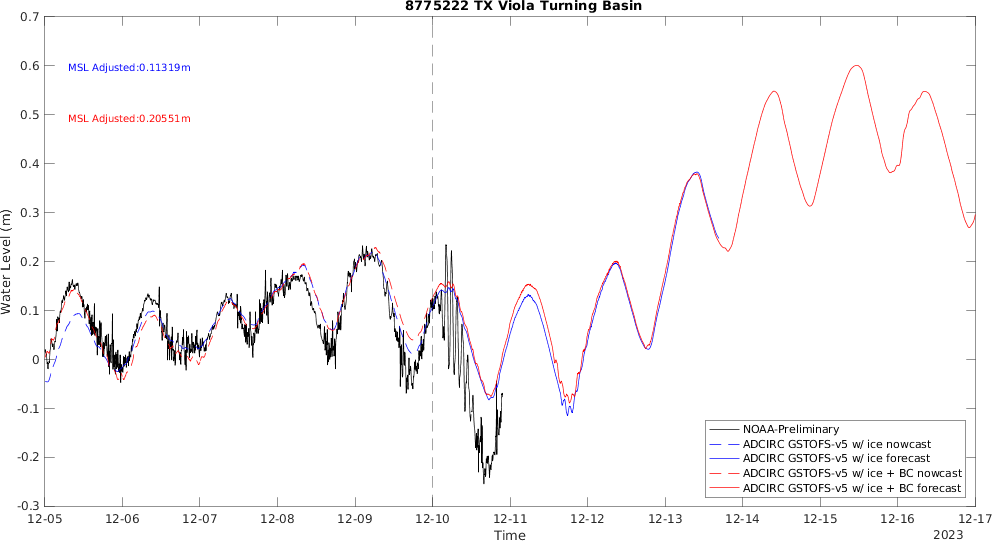 8775222 TX Viola Turning Basin
0.7
0.6
0.5
0.4
0.3
0.2
0.1
0
-0.1
-0.2
-0.3
Water Level (m)
MSL Adjusted:0.11319m
MSL Adjusted:0.20551m
NOAA-Preliminary
ADCIRC GSTOFS-v5 w/ ice nowcast
ADCIRC GSTOFS-v5 w/ ice forecast
ADCIRC GSTOFS-v5 w/ ice + BC nowcast
ADCIRC GSTOFS-v5 w/ ice + BC forecast
12-05 12-06 12-07 12-08 12-09 12-10 12-11 12-12 12-13 12-14 12-15 12-16 12-17
Time
2023